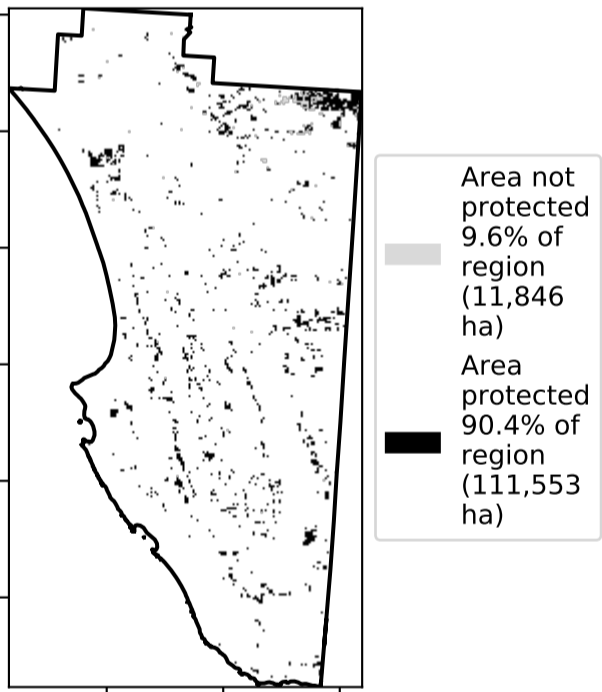 Area not
protected
9.6% of
region
(11,846
ha)
Area
protected
90.4% of
region
(111,553
ha)